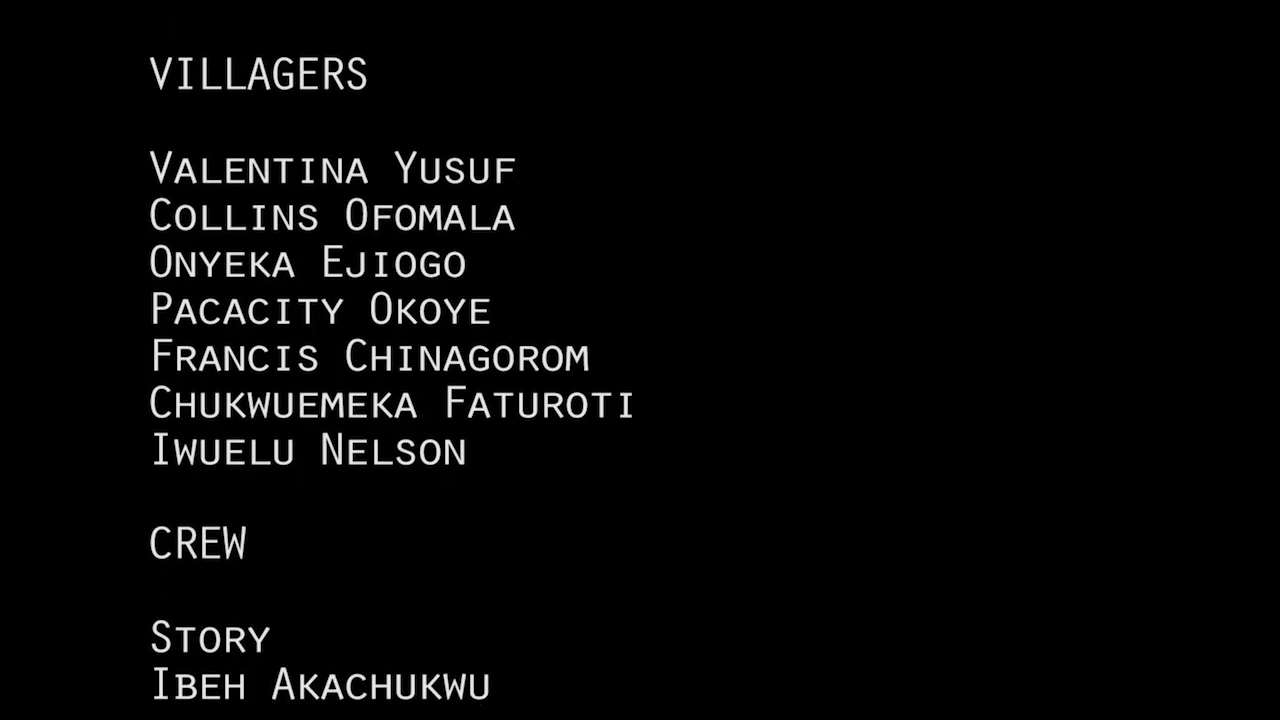 VILLAGERS
Valentina Yusuf
Collins Ofomala
Onyeka Ejiogo
Pacacity Okoye
Francis Chinagorom
Chukwuemeka Faturoti
Iwuelu Nelson
CREW
Story
Ibeh Akachukwu